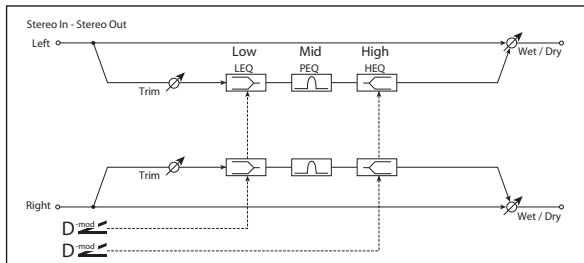 Stereo In - Stereo Out
Left
Low Mid High
LEQ PEQ HEQ
Wet / Dry
Trim
Trim
Right
Wet / Dry
D-mod
D-mod